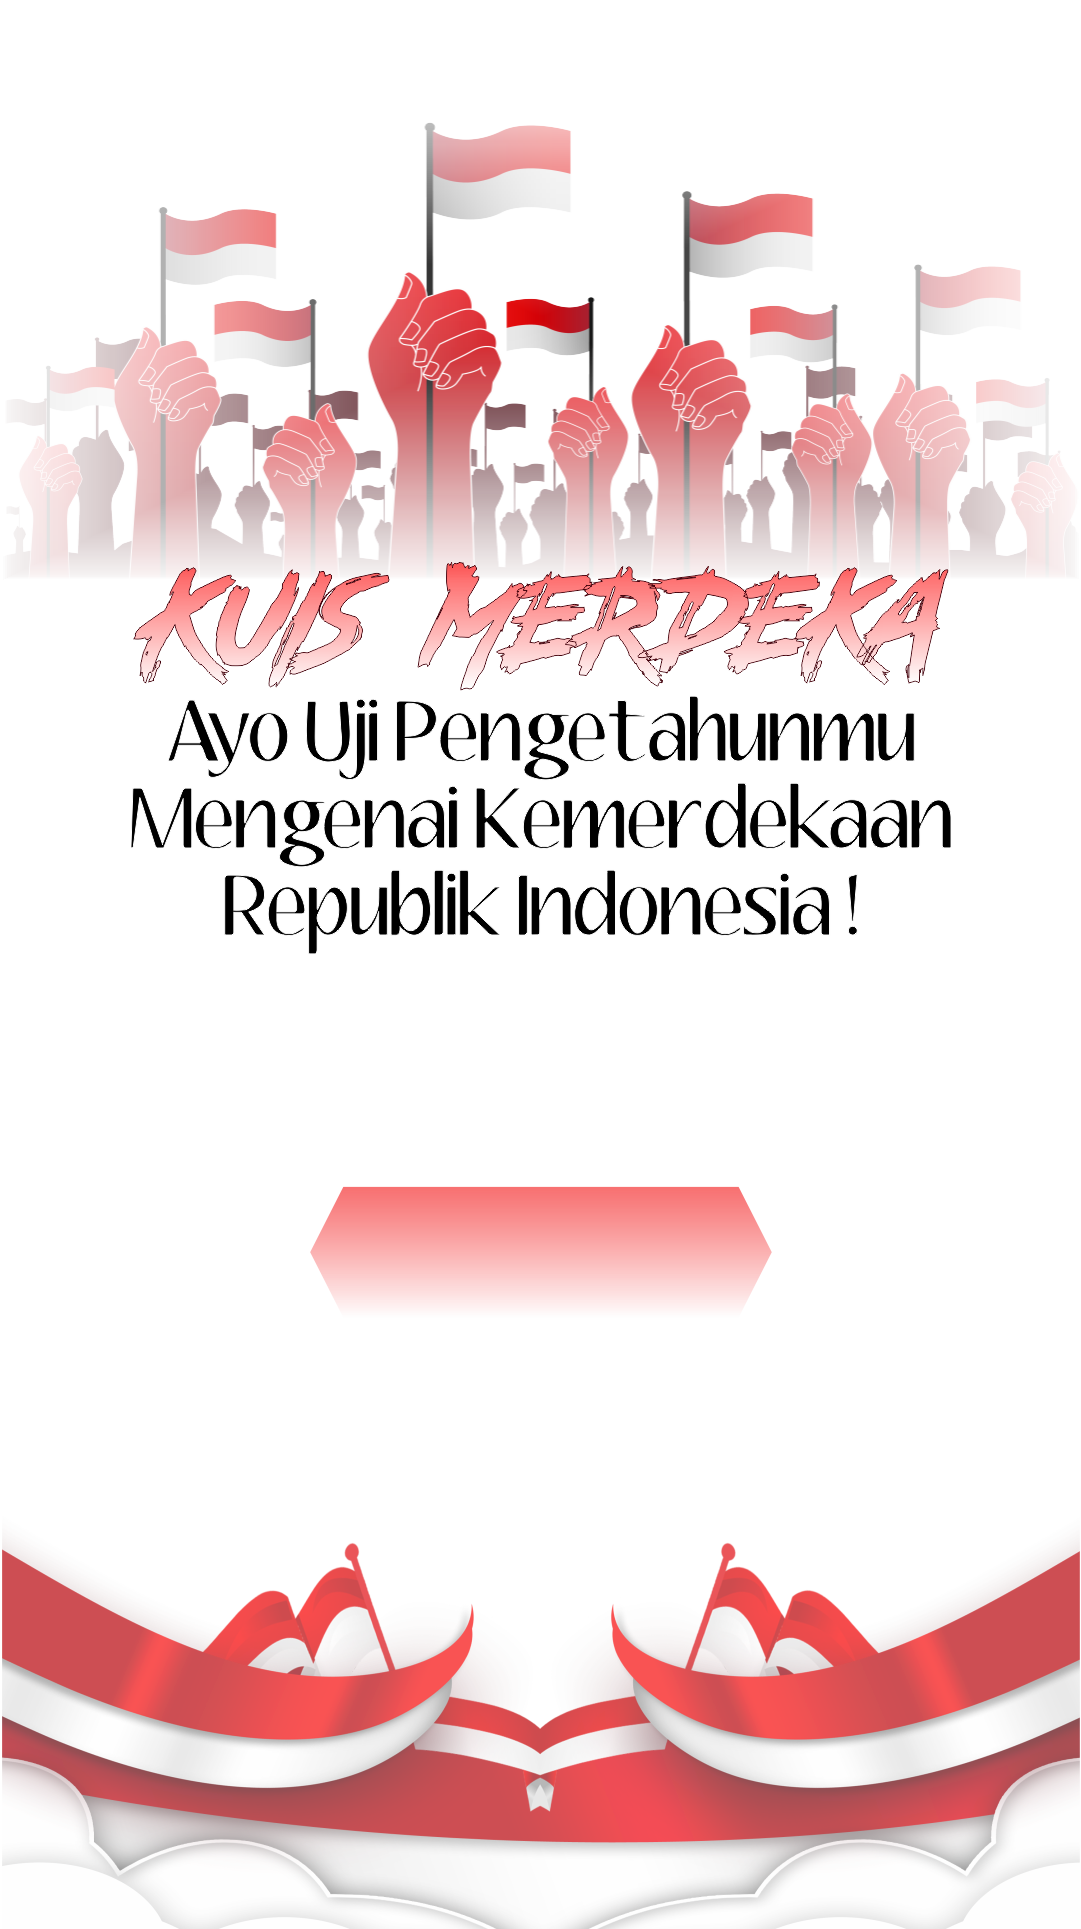 KUIS MERDEKA
Ayo Uji Pengetahunmu
Mengenai Kemerdekaan
Republik Indonesia !